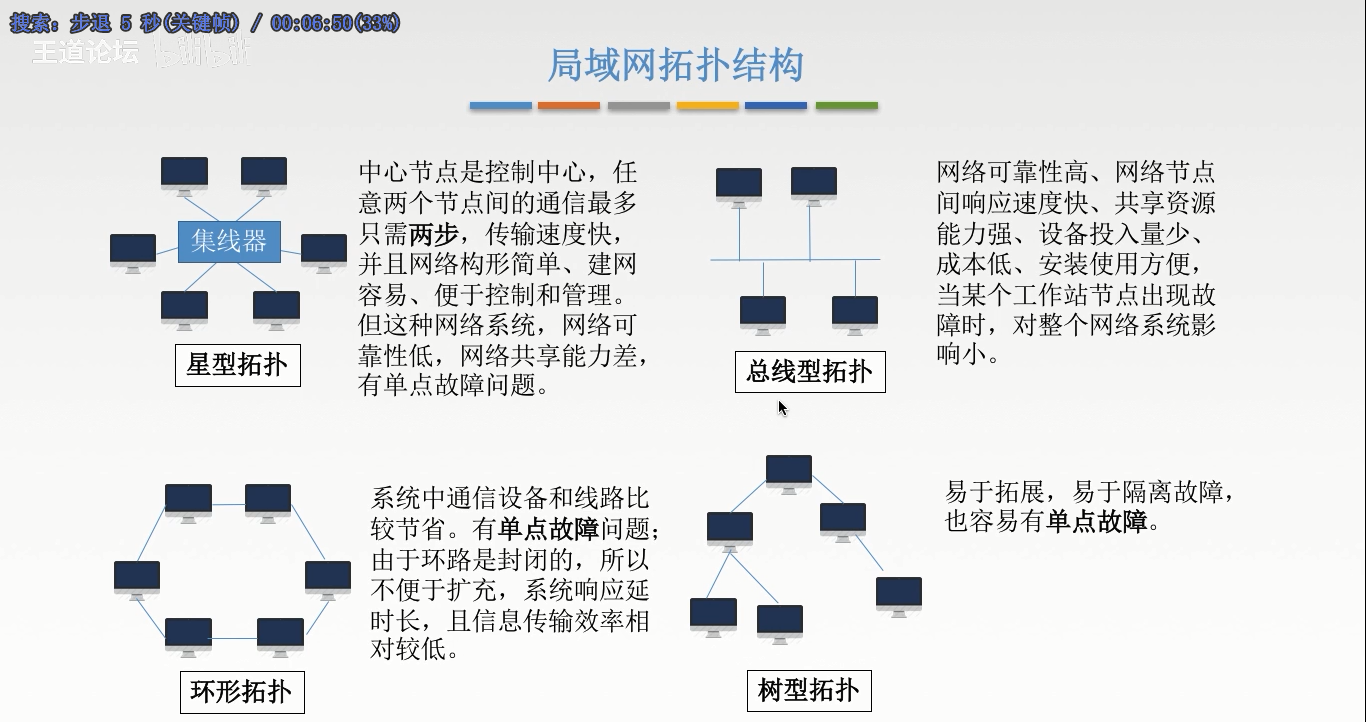 搜索: 步退 5 秒(关键帧) / 00:06:50(33%)
王道论坛 bilibili
局域网拓扑结构
集线器
星型拓扑
中心节点是控制中心，任
意两个节点间的通信最多
只需两步，传输速度快，
并且网络构形简单、建网
容易、便于控制和管理。
但这种网络系统，网络可
靠性低，网络共享能力差，
有单点故障问题。
总线型拓扑
网络可靠性高、网络节点
间响应速度快、共享资源
能力强、设备投入量少、
成本低、安装使用方便，
当某个工作站节点出现故
障时，对整个网络系统影
响小。
环形拓扑
系统中通信设备和线路比
较节省。有单点故障问题；
由于环路是封闭的，所以
不便于扩充，系统响应延
时长，且信息传输效率相
对较低。
树型拓扑
易于拓展，易于隔离故障，
也容易有单点故障。